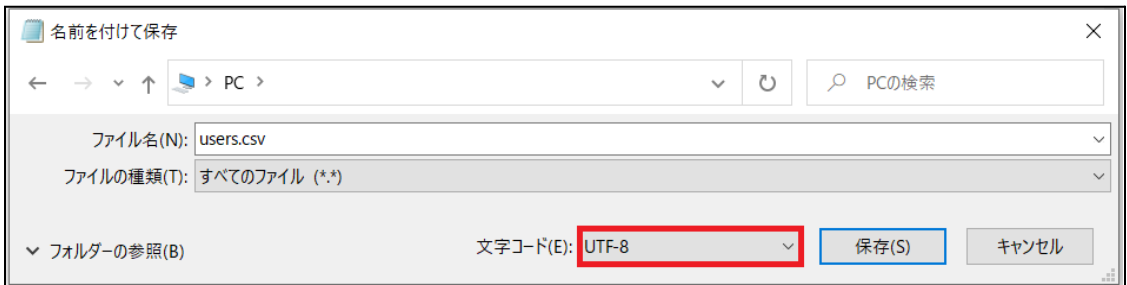 名前を付けて保存
PC
PCの検索
ファイル名(N): users.csv
ファイルの種類(T): すべてのファイル (*.*)
フォルダーの参照(B) 文字コード(E): UTF-8 保存(S) キャンセル